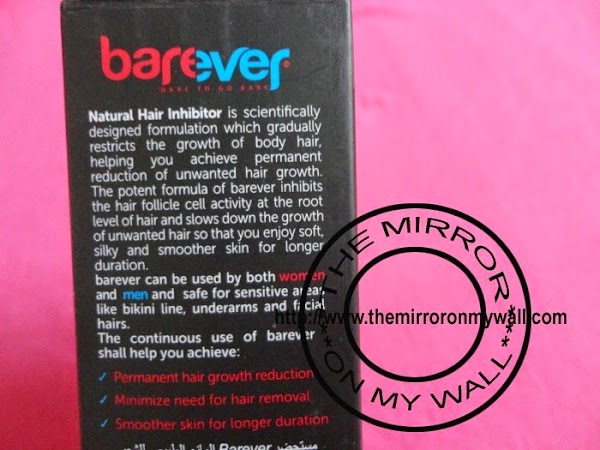 barever
DARE TO GO BARE
Natural Hair Inhibitor is scientifically
designed formulation which gradually
restricts the growth of body hair,
helping you achieve permanent
reduction of unwanted hair growth.
The potent formula of barever inhibits
the hair follicle cell activity at the root
level of hair and slows down the growth
of unwanted hair so that you enjoy soft,
silky and smoother skin for longer
duration.
barever can be used by both women
and men and safe for sensitive areas
like bikini line, underarms and facial
hairs.
The continuous use of barever
shall help you achieve:
✓ Permanent hair growth reduction
✓ Minimize need for hair removal
✓ Smoother skin for longer duration
مستحضر Barever
THE MIRROR
http://www.themirroronmywall.com
**ON MY WALL**